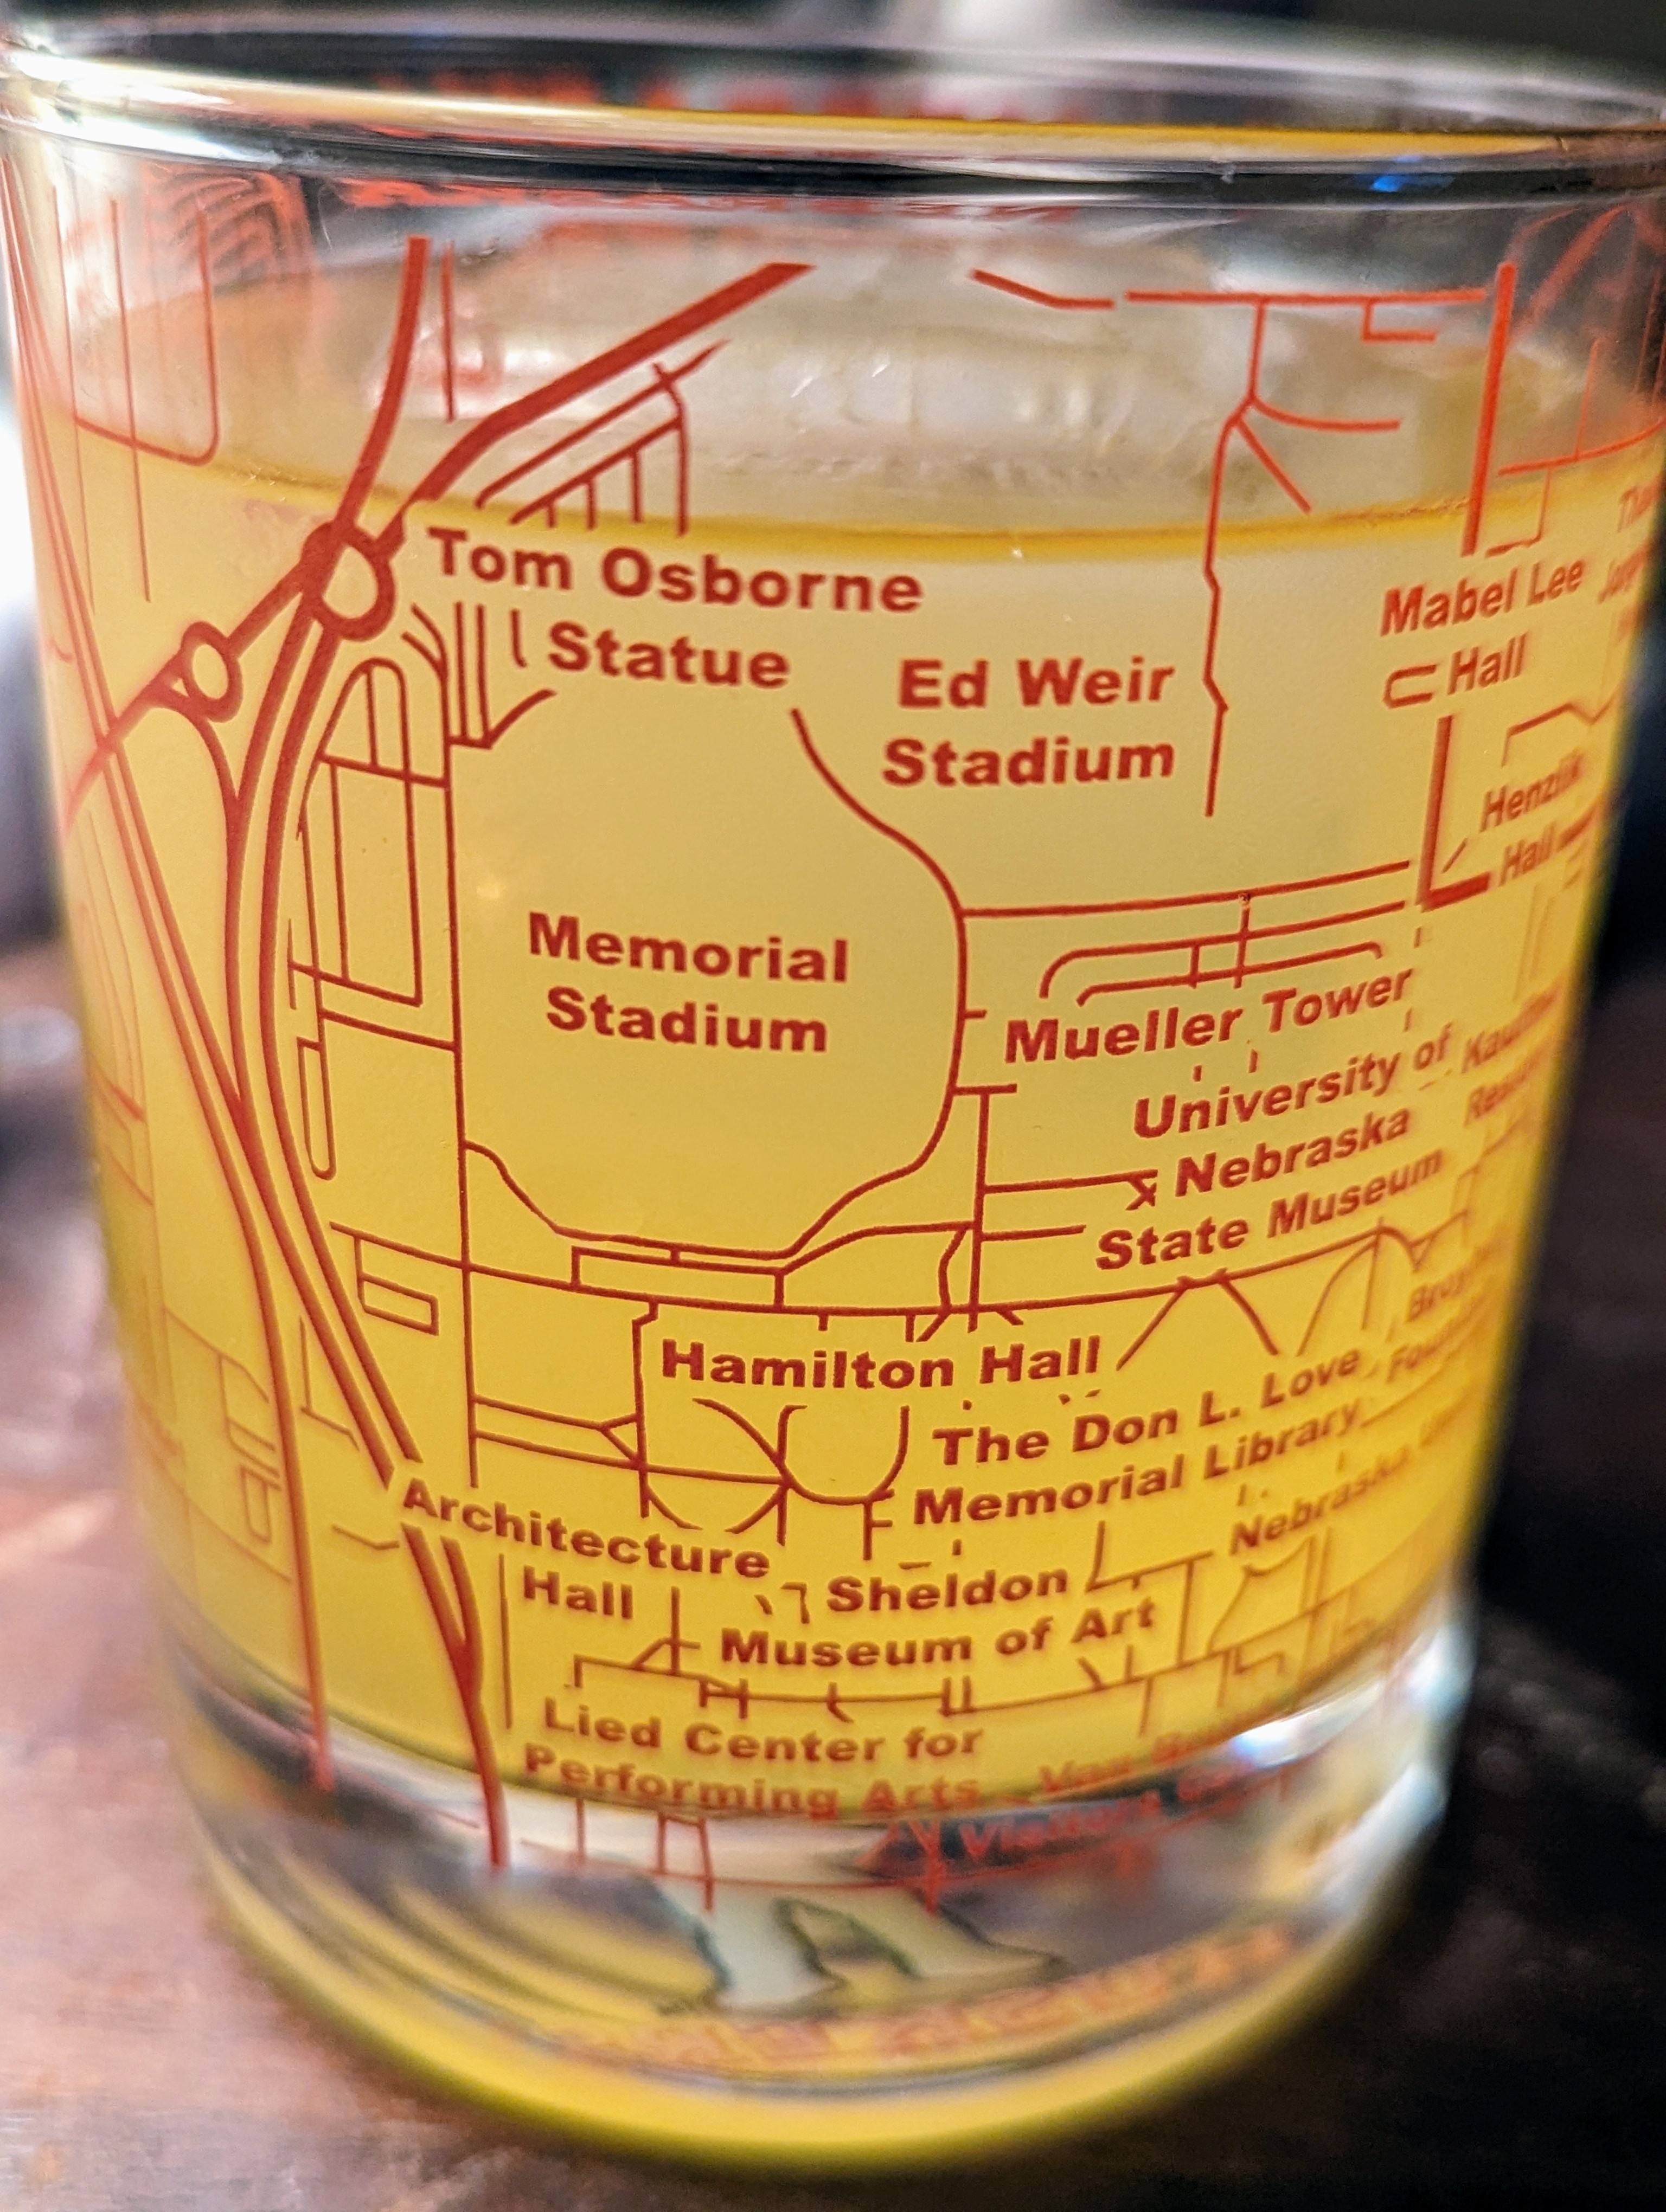 Tom Osborne
Statue
Ed Weir
Stadium
Mabel Lee
Hall
Henzlik
Hall
Memorial
Stadium
Mueller Tower
University of
Nebraska
State Museum
Hamilton Hall
The Don L. Love
Memorial Library
Architecture
Hall
Sheldon
Museum of Art
Nebraska
Lied Center for
Performing Arts
Visitors